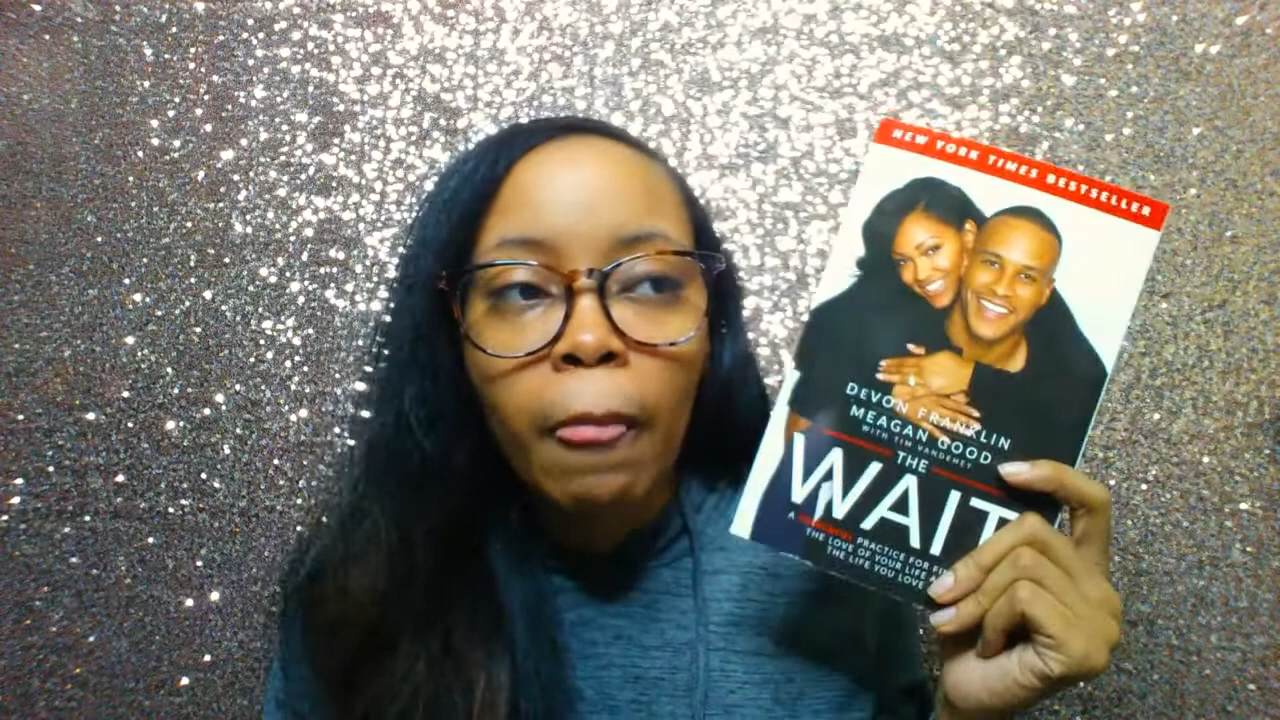 NEW YORK TIMES BESTSELLER
DEVON FRANKLIN
MEAGAN GOOD
WITH TIM VANDEHEY
THE
WAIT
A PRACTICE FOR
THE LOVE OF YOUR LIFE
THE LIFE YOU LOVE